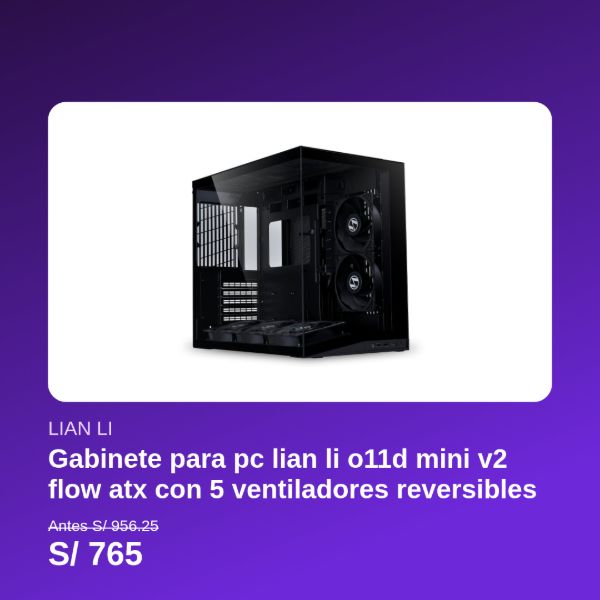 LIAN LI
Gabinete para pc lian li o11d mini v2
flow atx con 5 ventiladores reversibles
Antes S/ 956.25
S/ 765